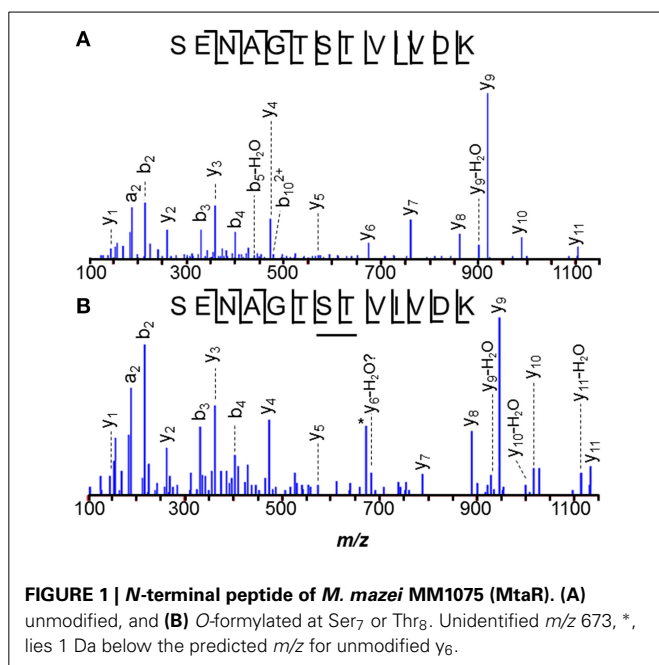 A
SENAGTSTVIVDK
y1
a2
b2
y2
y3
b3
b4
b5-H2O
y4
b10 2+
y5
y6
y7
y8
y9-H2O
y9
y10
y11
100 300 500 700 900 1100
B
SENAGTSTVIVDK
y1
a2
b2
y2
b3
y3
b4
y4
y5
*
y6-H2O?
y7
y8
y9-H2O
y9
y10-H2O
y10
y11-H2O
y11
100 300 500 700 900 1100
m/z
FIGURE 1 | N-terminal peptide of M. mazei MM1075 (MtaR). (A)
unmodified, and (B) O-formylated at Ser7 or Thr8. Unidentified m/z 673, *,
lies 1 Da below the predicted m/z for unmodified y6.